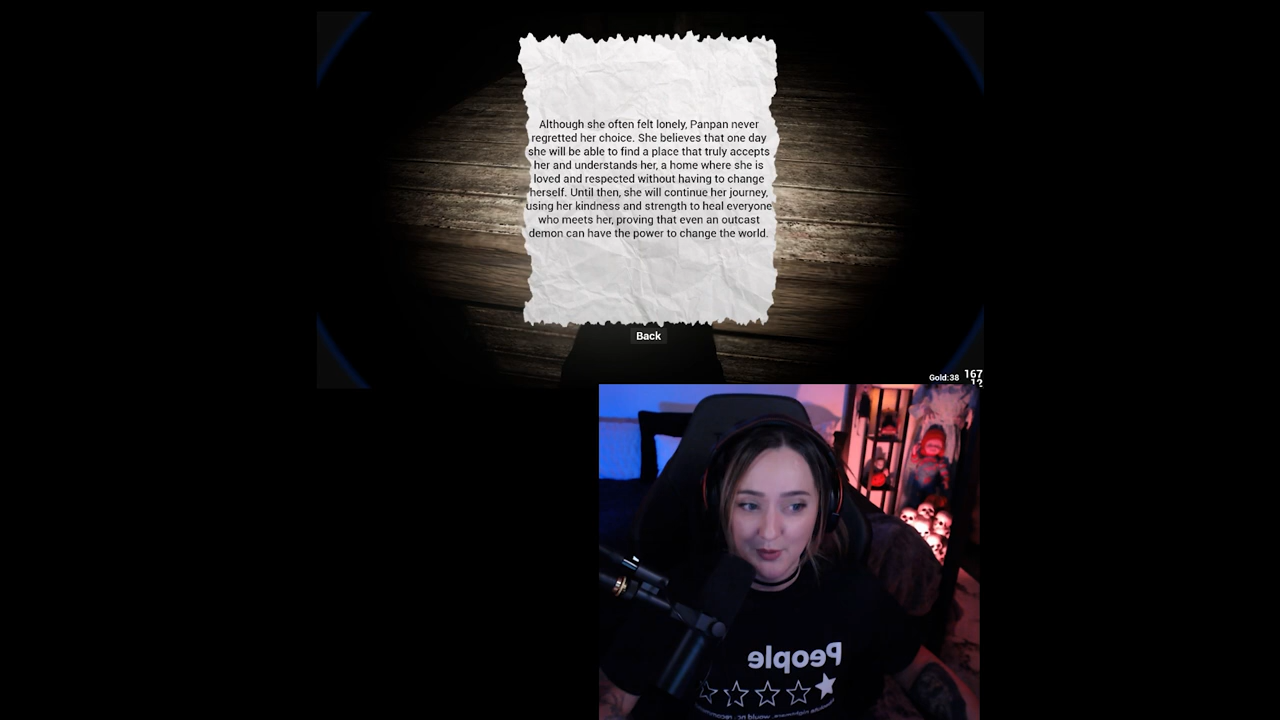 Although she often felt lonely, Panpan never
regretted her choice. She believes that one day
she will be able to find a place that truly accepts
her and understands her, a home where she is
loved and respected without having to change
herself. Until then, she will continue her journey,
using her kindness and strength to heal everyone
who meets her, proving that even an outcast
demon can have the power to change the world.
Back
Gold:38 167
12
People